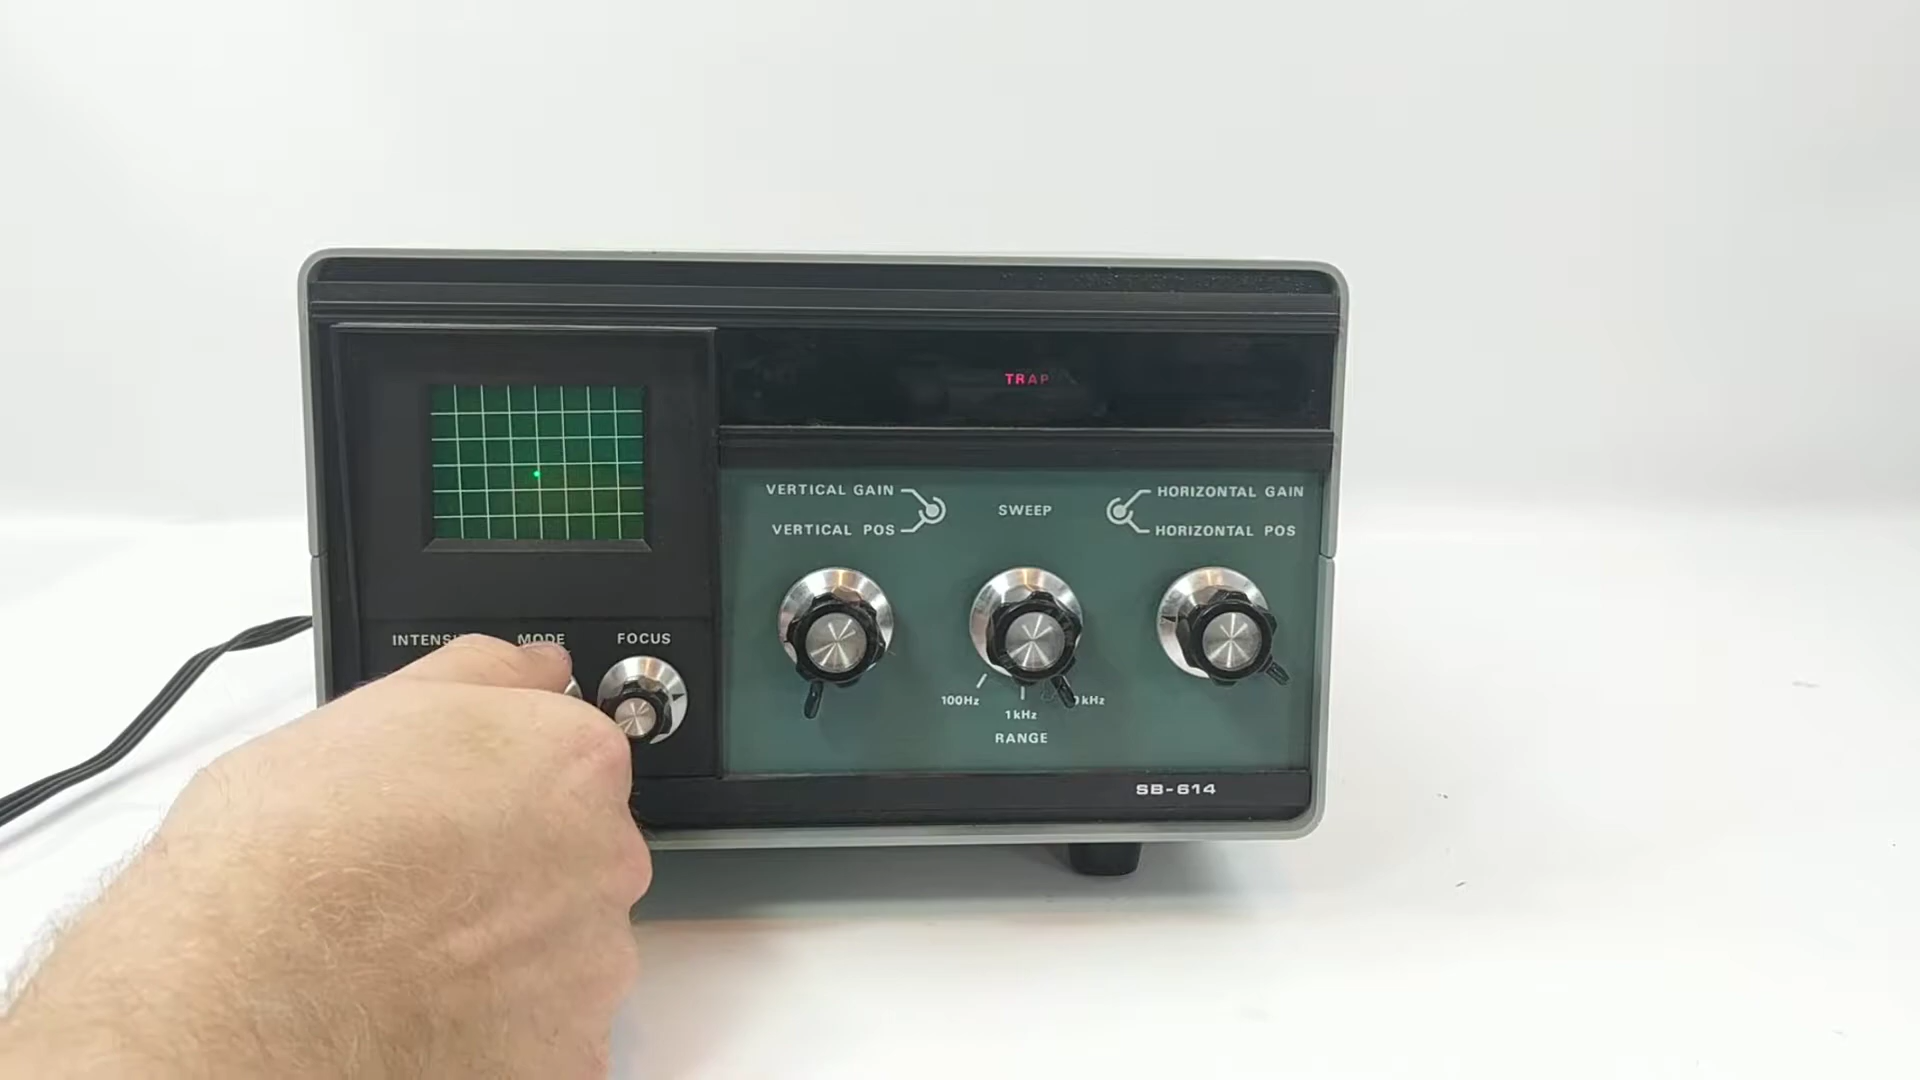 TRAP
VERTICAL GAIN
VERTICAL POS
SWEEP
HORIZONTAL GAIN
HORIZONTAL POS
MODE
FOCUS
100Hz
1kHz
RANGE
SB-614